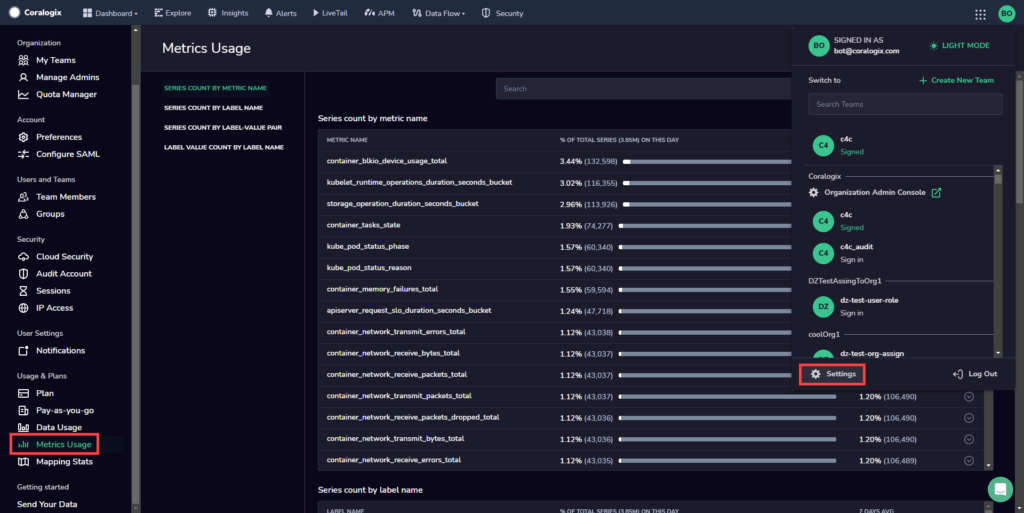 Coralogix
Dashboard
Explore
Insights
Alerts
LiveTail
APM
Data Flow
Security
BO
Organization
My Teams
Manage Admins
Quota Manager
Account
Preferences
Configure SAML
Users and Teams
Team Members
Groups
Security
Cloud Security
Audit Account
Sessions
IP Access
User Settings
Notifications
Usage & Plans
Plan
Pay-as-you-go
Data Usage
Metrics Usage
Mapping Stats
Getting started
Send Your Data
Metrics Usage
SERIES COUNT BY METRIC NAME
SERIES COUNT BY LABEL NAME
SERIES COUNT BY LABEL-VALUE PAIR
LABEL VALUE COUNT BY LABEL NAME
Search
Series count by metric name
METRIC NAME % OF TOTAL SERIES (3.85M) ON THIS DAY
container_blkio_device_usage_total 3.44% (132,598)
kubelet_runtime_operations_duration_seconds_bucket 3.02% (116,355)
storage_operation_duration_seconds_bucket 2.96% (113,926)
container_tasks_state 1.93% (74,277)
kube_pod_status_phase 1.57% (60,340)
kube_pod_status_reason 1.57% (60,340)
container_memory_failures_total 1.55% (59,594)
apiserver_request_slo_duration_seconds_bucket 1.24% (47,718)
container_network_transmit_errors_total 1.12% (43,038)
container_network_receive_bytes_total 1.12% (43,037)
container_network_receive_packets_total 1.12% (43,037)
container_network_transmit_packets_total 1.12% (43,037) 1.20% (106,490)
container_network_receive_packets_dropped_total 1.12% (43,036) 1.20% (106,490)
container_network_transmit_bytes_total 1.12% (43,036) 1.20% (106,490)
container_network_receive_errors_total 1.12% (43,035) 1.20% (106,489)
Series count by label name
LABEL NAME % OF TOTAL SERIES (3.85M) ON THIS DAY 7 DAYS AVG
BO
SIGNED IN AS
bot@coralogix.com
LIGHT MODE
Switch to
Create New Team
Search Teams
C4
c4c
Signed
Coralogix
Organization Admin Console
C4
c4c
Signed
C4
c4c_audit
Sign in
DZTestAssingToOrg1
DZ
dz-test-user-role
Sign in
coolOrg1
dz-test-org-assign
Settings
Log Out